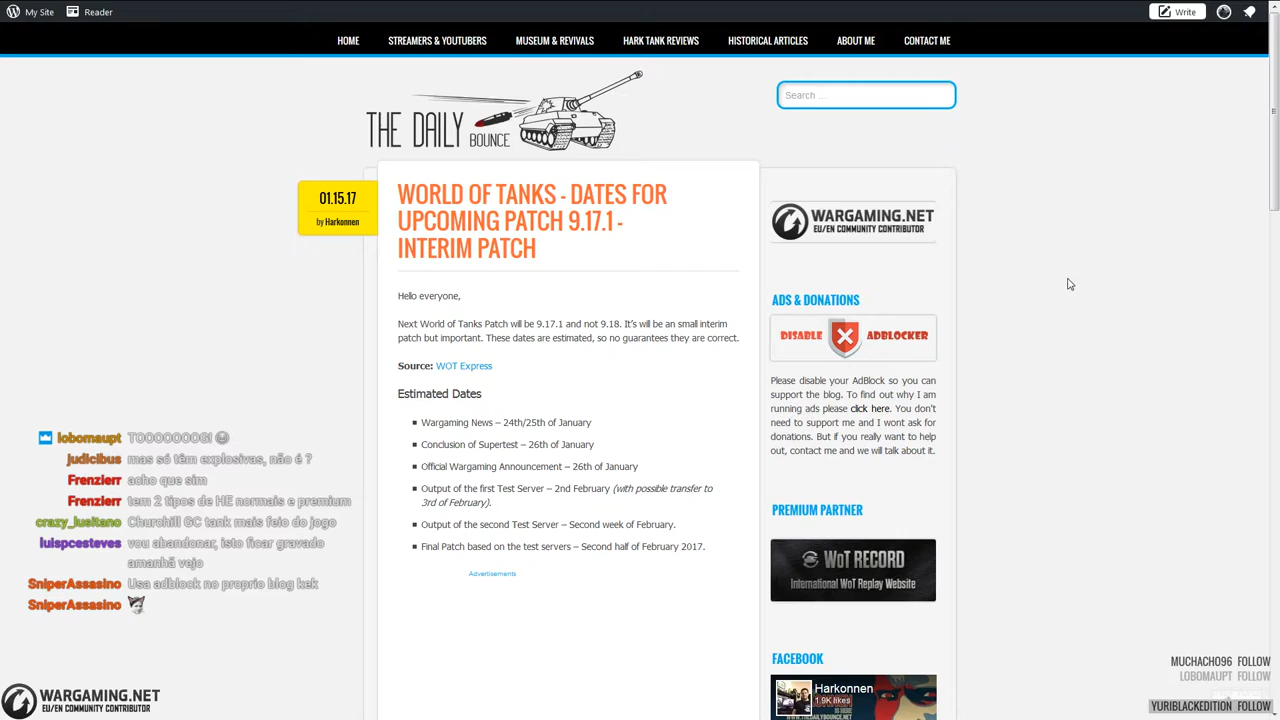 My Site
Reader
Write
HOME
STREAMERS & YOUTUBERS
MUSEUM & REVIVALS
HARK TANK REVIEWS
HISTORICAL ARTICLES
ABOUT ME
CONTACT ME
THE DAILY BOUNCE
Search ...
01.15.17
by Harkonnen
WORLD OF TANKS - DATES FOR
UPCOMING PATCH 9.17.1 -
INTERIM PATCH
Hello everyone,
Next World of Tanks Patch will be 9.17.1 and not 9.18. It's will be an small interim
patch but important. These dates are estimated, so no guarantees they are correct.
Source: WOT Express
Estimated Dates
Wargaming News – 24th/25th of January
Conclusion of Supertest – 26th of January
Official Wargaming Announcement – 26th of January
Output of the first Test Server – 2nd February (with possible transfer to
3rd of February).
Output of the second Test Server – Second week of February.
Final Patch based on the test servers – Second half of February 2017.
Advertisements
WARGAMING.NET
EU/EN COMMUNITY CONTRIBUTOR
ADS & DONATIONS
DISABLE ADBLOCKER
Please disable your AdBlock so you can
support the blog. To find out why I am
running ads please click here. You don't
need to support me and I wont ask for
donations. But if you really want to help
out, contact me and we will talk about it.
PREMIUM PARTNER
WOT RECORD
International WoT Replay Website
FACEBOOK
Harkonnen
1.9K likes
lobomaupt TOOOOOOOG!
judicibus mas só têm explosivas, não é ?
Frenzierr acho que sim
Frenzierr tem 2 tipos de HE normais e premium
crazy_lusitano Churchill GC tank mais feio do jogo
luispcesteves vou abandonar, isto ficar gravado
amanhã vejo
SniperAssasino Usa adblock no proprio blog kek
SniperAssasino
WARGAMING.NET
EU/EN COMMUNITY CONTRIBUTOR
MUCHACHO96 FOLLOW
LOBOMAUPT FOLLOW
YURIBLACKEDITION FOLLOW